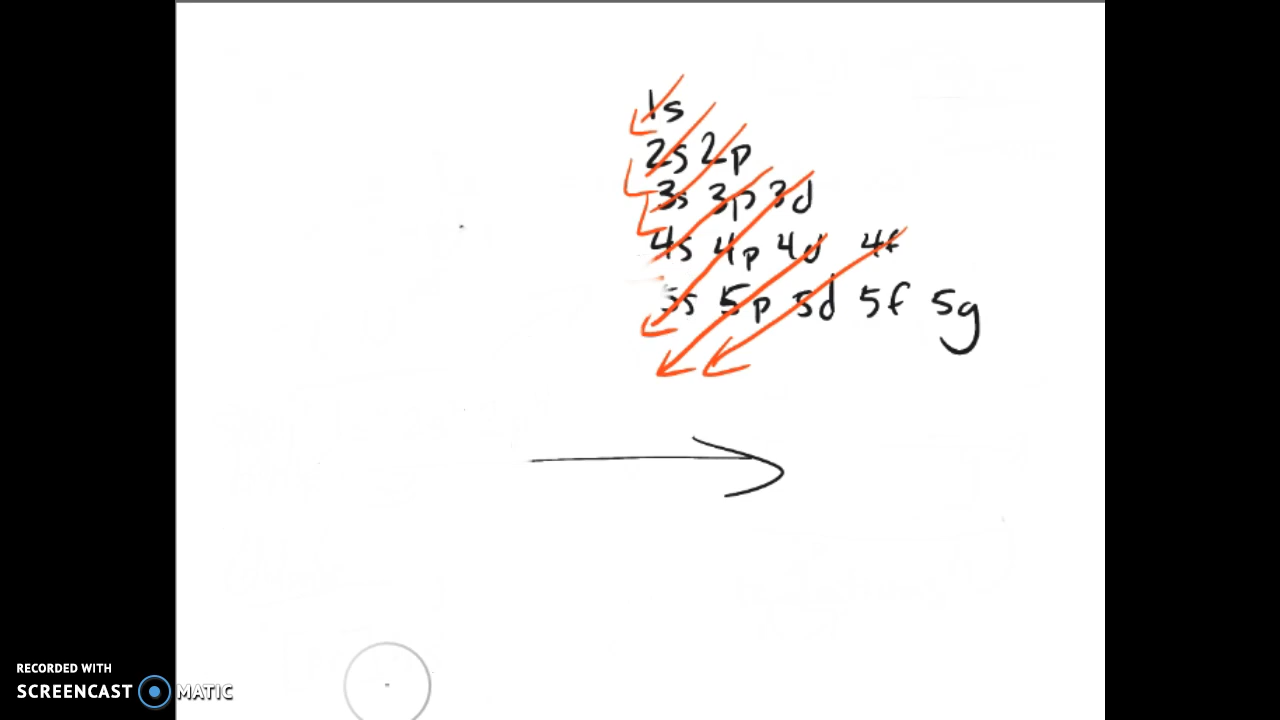 1s
2s 2p
3s 3p 3d
4s 4p 4d 4f
5s 5p 5d 5f 5g
RECORDED WITH
SCREENCAST MATIC